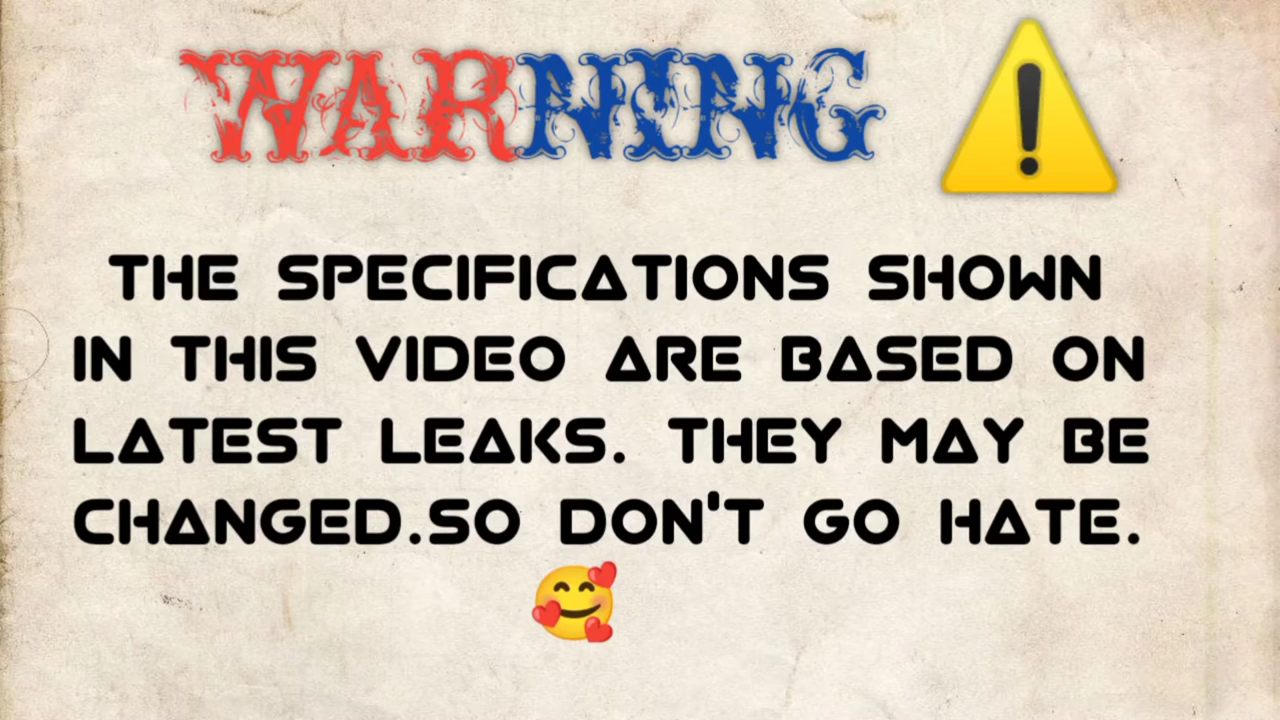 WARNING
THE SPECIFICATIONS SHOWN
IN THIS VIDEO ARE BASED ON
LATEST LEAKS. THEY MAY BE
CHANGED.SO DON'T GO HATE.